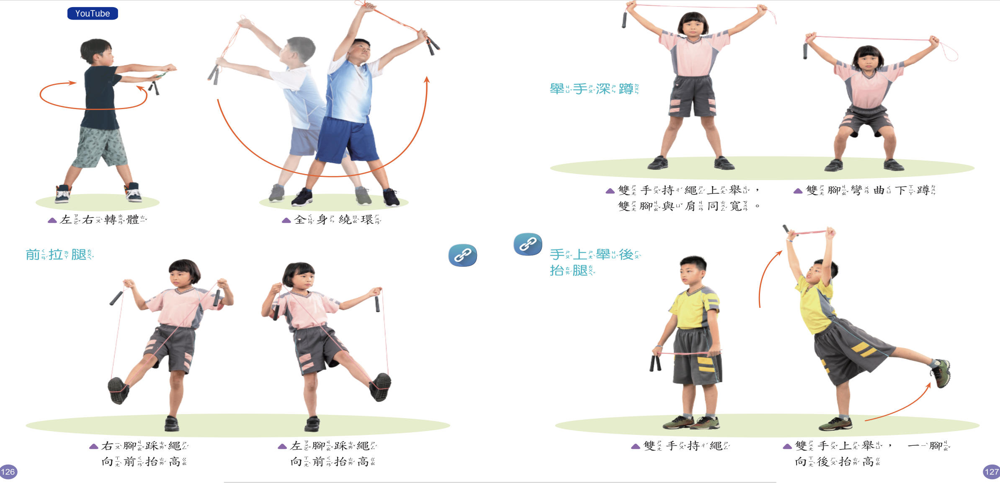 YouTube
左右轉體
全身繞環
前拉腿
右腳踩繩
向前抬高
左腳踩繩
向前抬高
126
舉手深蹲
雙手持繩上舉，
雙腳與肩同寬。
雙腳彎曲下蹲
手上舉後
抬腿
雙手持繩
雙手上舉，一腳
向後抬高
127